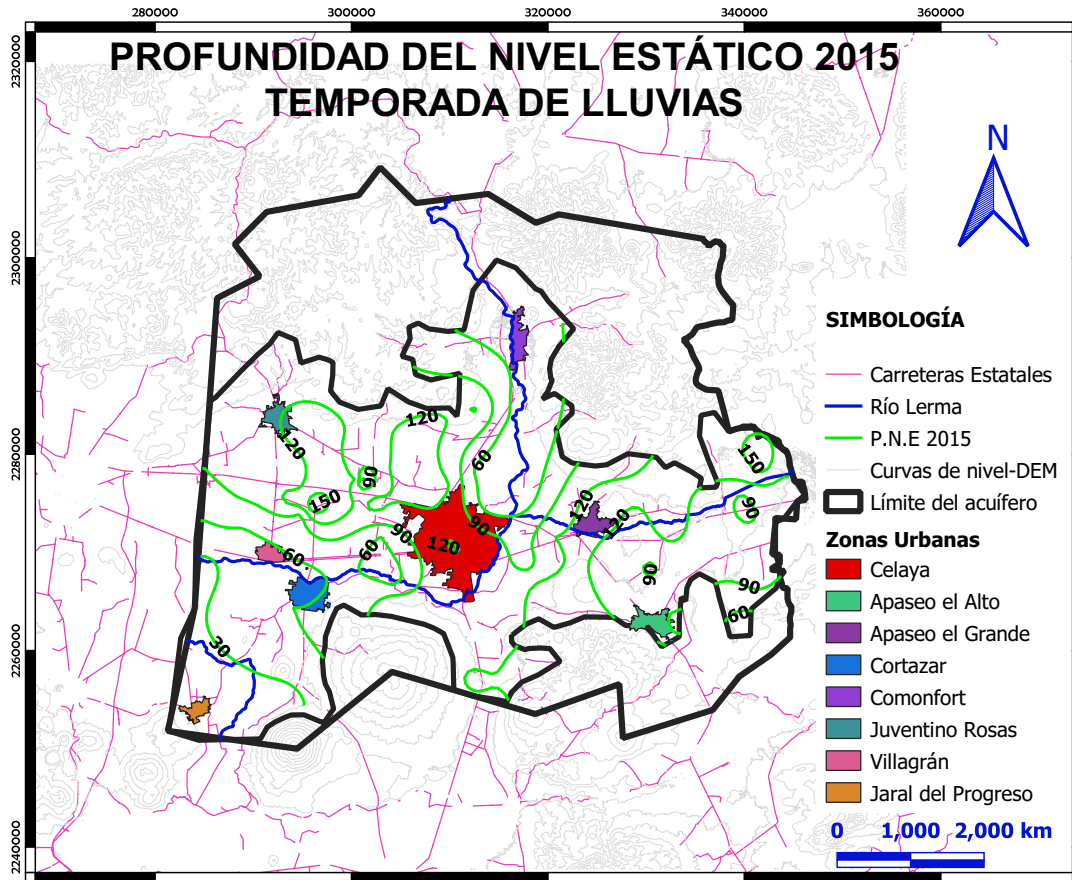 280000 300000 320000 340000 360000
PROFUNDIDAD DEL NIVEL ESTÁTICO 2015
TEMPORADA DE LLUVIAS
2320000
2300000
2280000
2260000
2240000
N
120
120
150
90
60
150
120
120
90
90
90
120
60
60
90
90
60
30
SIMBOLOGÍA
Carreteras Estatales
Río Lerma
P.N.E 2015
Curvas de nivel-DEM
Límite del acuífero
Zonas Urbanas
Celaya
Apaseo el Alto
Apaseo el Grande
Cortazar
Comonfort
Juventino Rosas
Villagrán
Jaral del Progreso
0 1,000 2,000 km